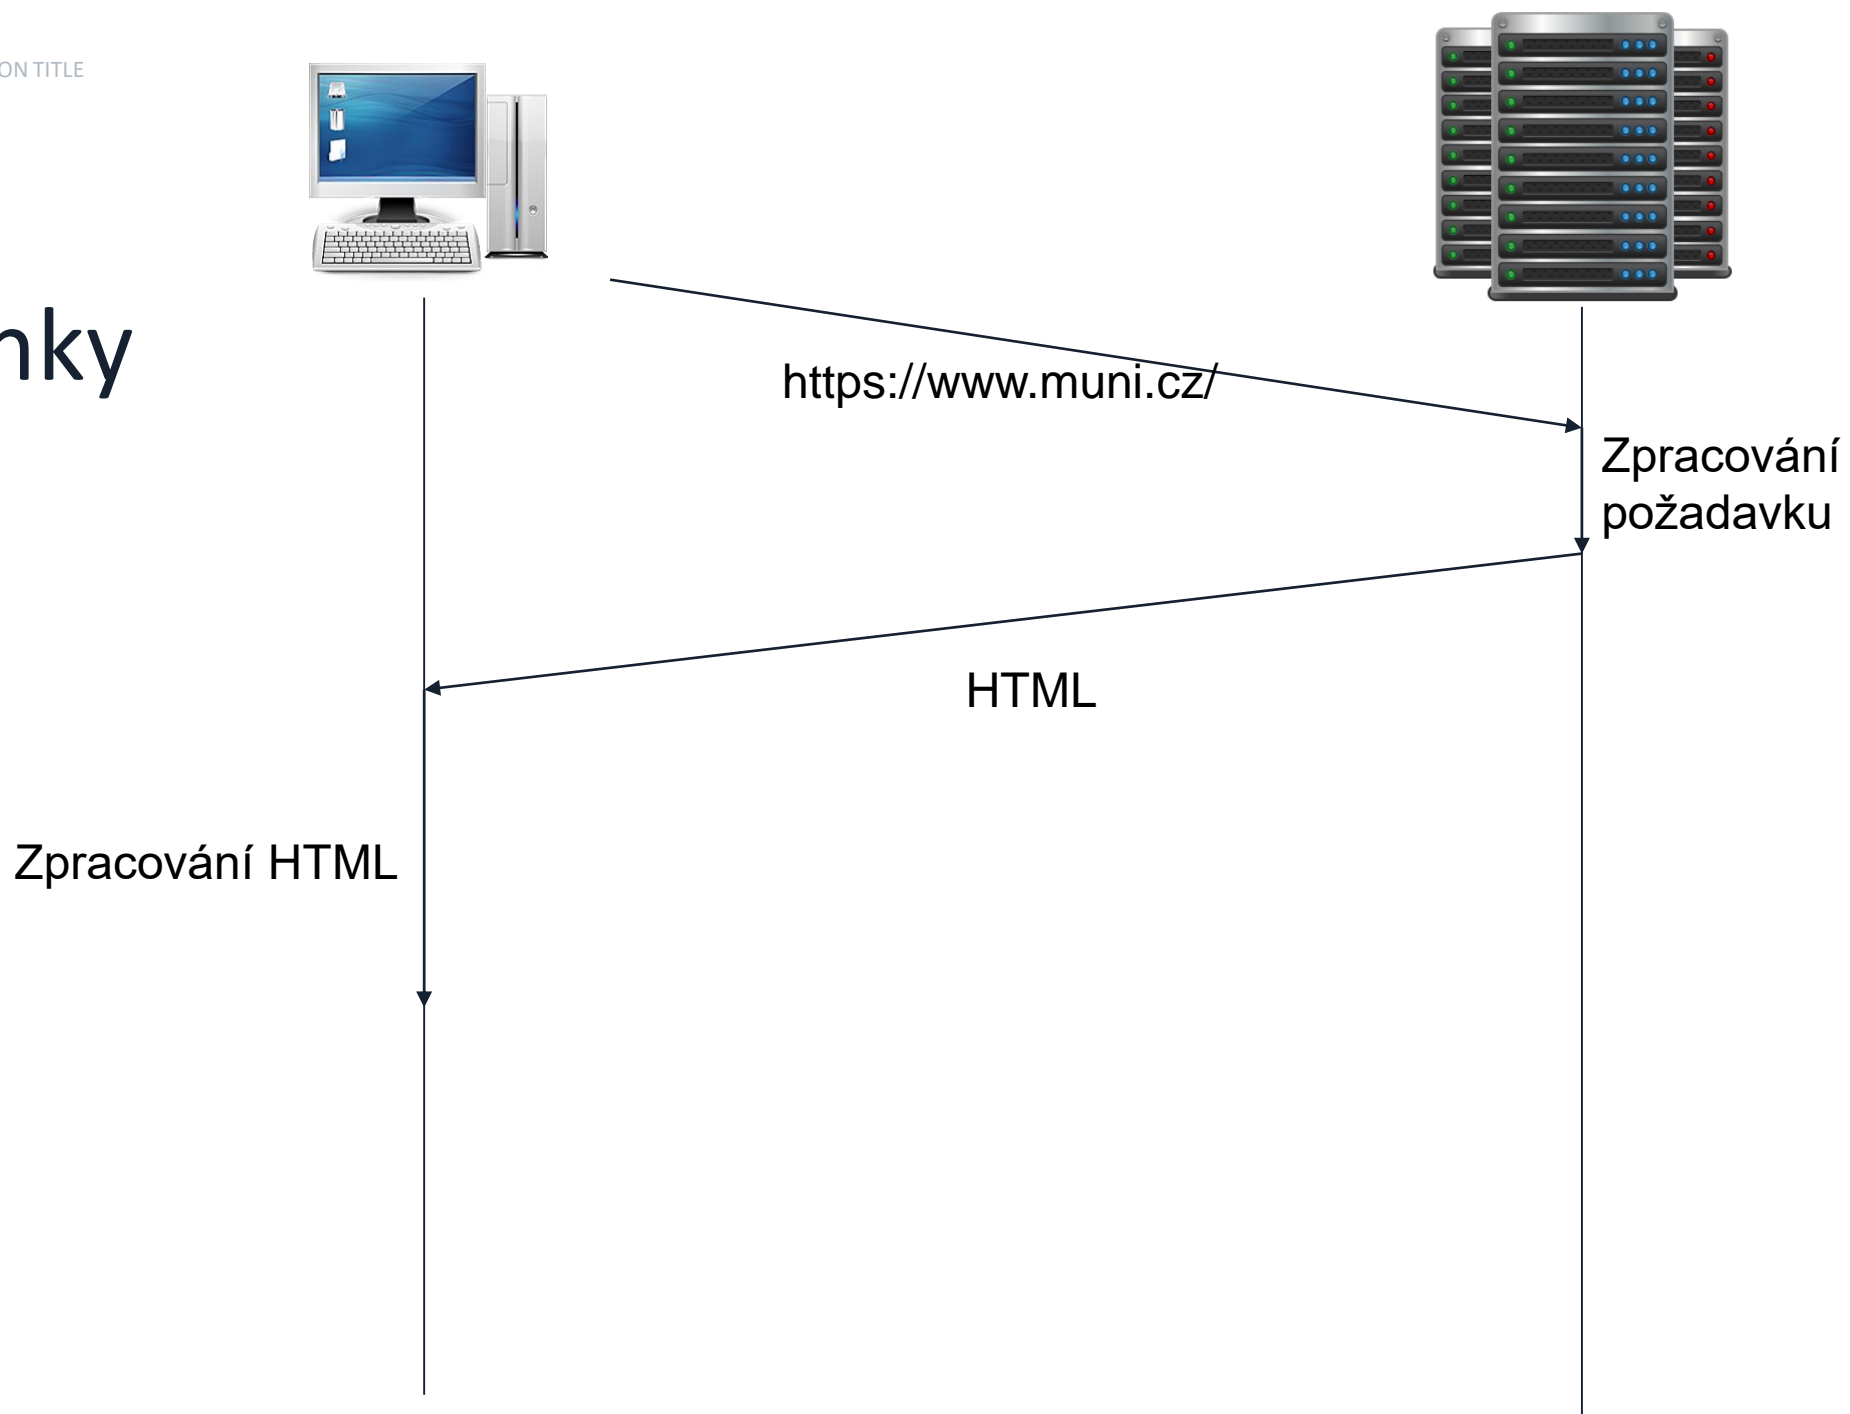 ON TITLE
nky
https://www.muni.cz/
Zpracování
požadavku
HTML
Zpracování HTML